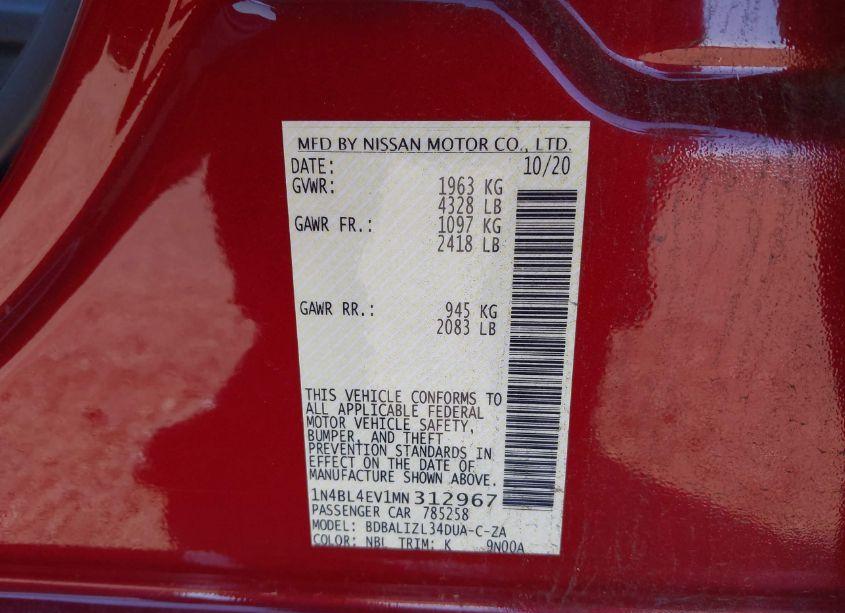 MFD BY NISSAN MOTOR CO., LTD.
DATE: 10/20
GVWR: 1963 KG
4328 LB
GAWR FR.: 1097 KG
2418 LB
GAWR RR.: 945 KG
2083 LB
THIS VEHICLE CONFORMS TO
ALL APPLICABLE FEDERAL
MOTOR VEHICLE SAFETY,
BUMPER, AND THEFT
PREVENTION STANDARDS IN
EFFECT ON THE DATE OF
MANUFACTURE SHOWN ABOVE.
1N4BL4EV1MN312967
PASSENGER CAR 785258
MODEL: BDBALIZL34DUA-C-ZA
COLOR: NBL TRIM: K 9N00A